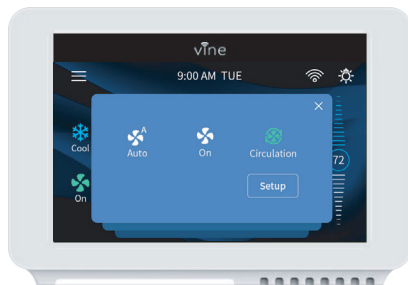 vine
9:00 AM TUE
Cool
Auto
A
On
Circulation
72
Setup
On